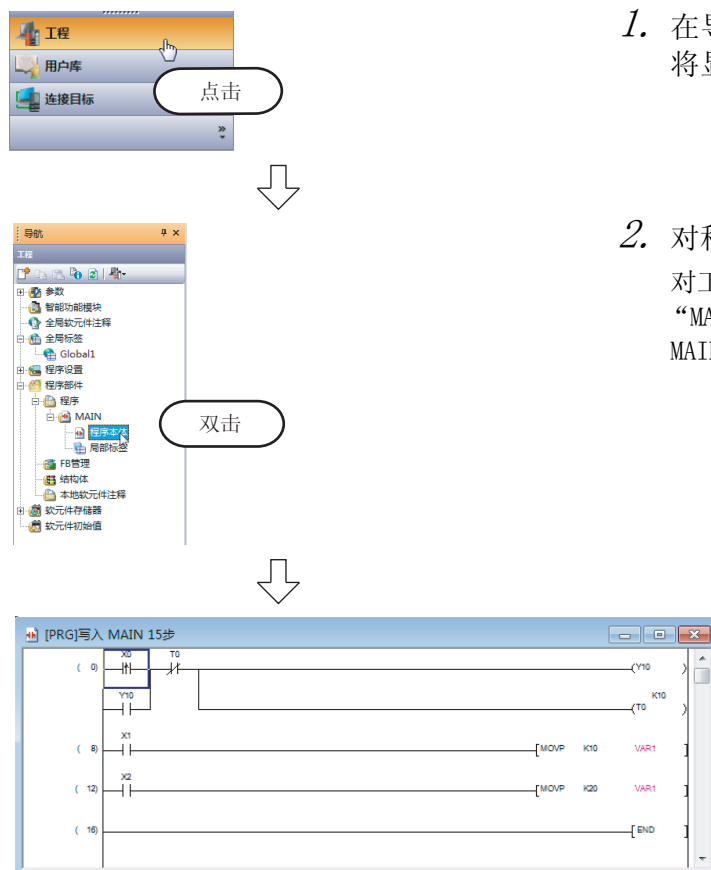 工程
用户库
连接目标
点击
1. 在导
将显
导航
工程
参数
智能功能模块
全局软元件注释
全局标签
Global1
程序设置
程序部件
程序
MAIN
程序本体
局部标签
FB管理
结构体
本地软元件注释
软元件存储器
软元件初始值
双击
2. 对程
对工
“MA
MAIN
[PRG]写入 MAIN 15步
X0 T0
( 0) (Y10 )
Y10 K10
(T0 )
X1
( 8) [MOVP K10 VAR1 ]
X2
( 12) [MOVP K20 VAR1 ]
( 16) [END ]